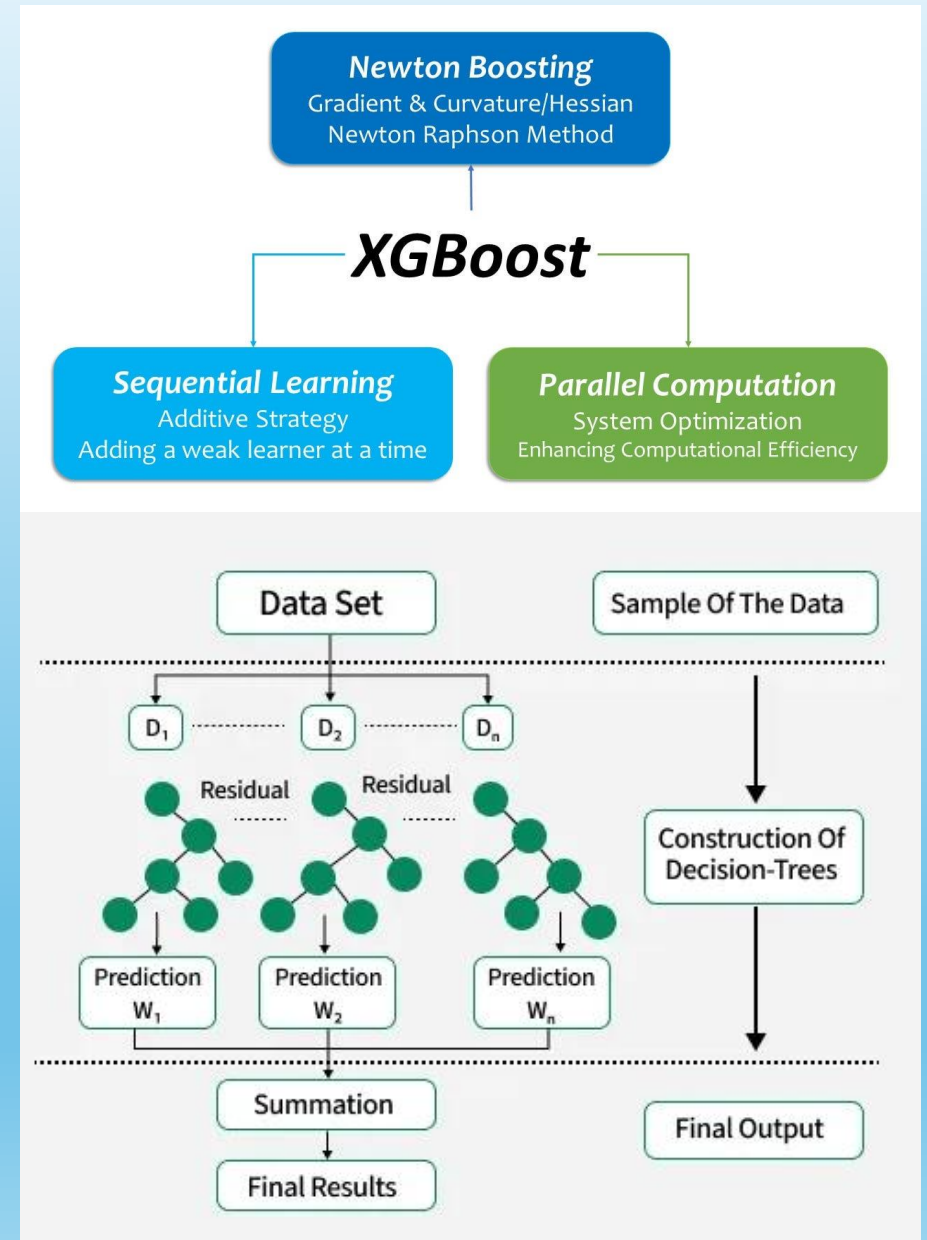 Newton Boosting
Gradient & Curvature/Hessian
Newton Raphson Method
XGBoost
Sequential Learning
Additive Strategy
Adding a weak learner at a time
Parallel Computation
System Optimization
Enhancing Computational Efficiency
Data Set
Sample Of The Data
D₁
D₂
Dₙ
Residual
Residual
Construction Of
Decision-Trees
Prediction
W₁
Prediction
W₂
Prediction
Wₙ
Summation
Final Output
Final Results